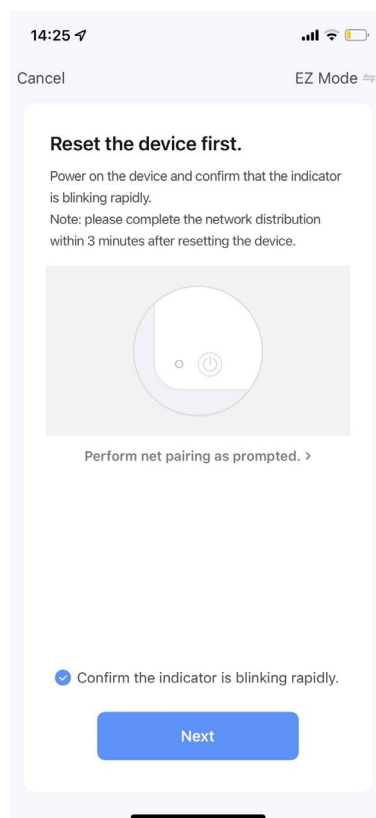 14:25
Cancel
EZ Mode
Reset the device first.
Power on the device and confirm that the indicator
is blinking rapidly.
Note: please complete the network distribution
within 3 minutes after resetting the device.
Perform net pairing as prompted. >
Confirm the indicator is blinking rapidly.
Next